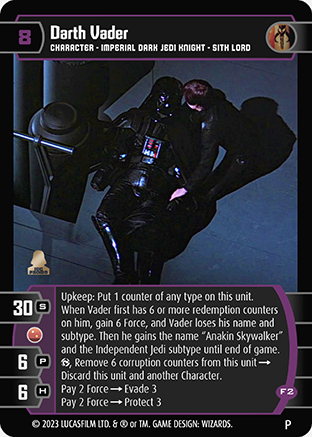 8 Darth Vader
CHARACTER - IMPERIAL DARK JEDI KNIGHT - SITH LORD
30 S
6 P
6 H
Upkeep: Put 1 counter of any type on this unit.
When Vader first has 6 or more redemption counters
on him, gain 6 Force, and Vader loses his name and
subtype. Then he gains the name “Anakin Skywalker”
and the Independent Jedi subtype until end of game.
, Remove 6 corruption counters from this unit →
Discard this unit and another Character.
Pay 2 Force → Evade 3
Pay 2 Force → Protect 3
F2
© 2023 LUCASFILM LTD. & ® or TM. GAME DESIGN: WIZARDS.
P